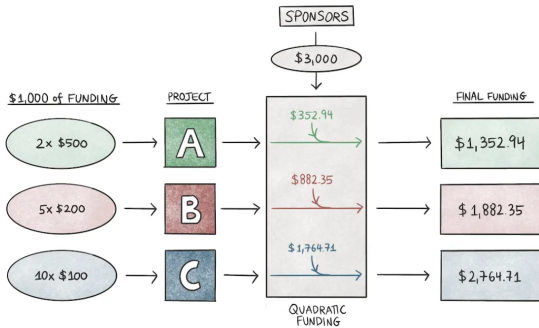 SPONSORS
$3,000
$1,000 of FUNDING
PROJECT
FINAL FUNDING
2x $500
A
$352.94
$1,352.94
5x $200
B
$882.35
$1,882.35
10x $100
C
$1,764.71
$2,764.71
QUADRATIC
FUNDING